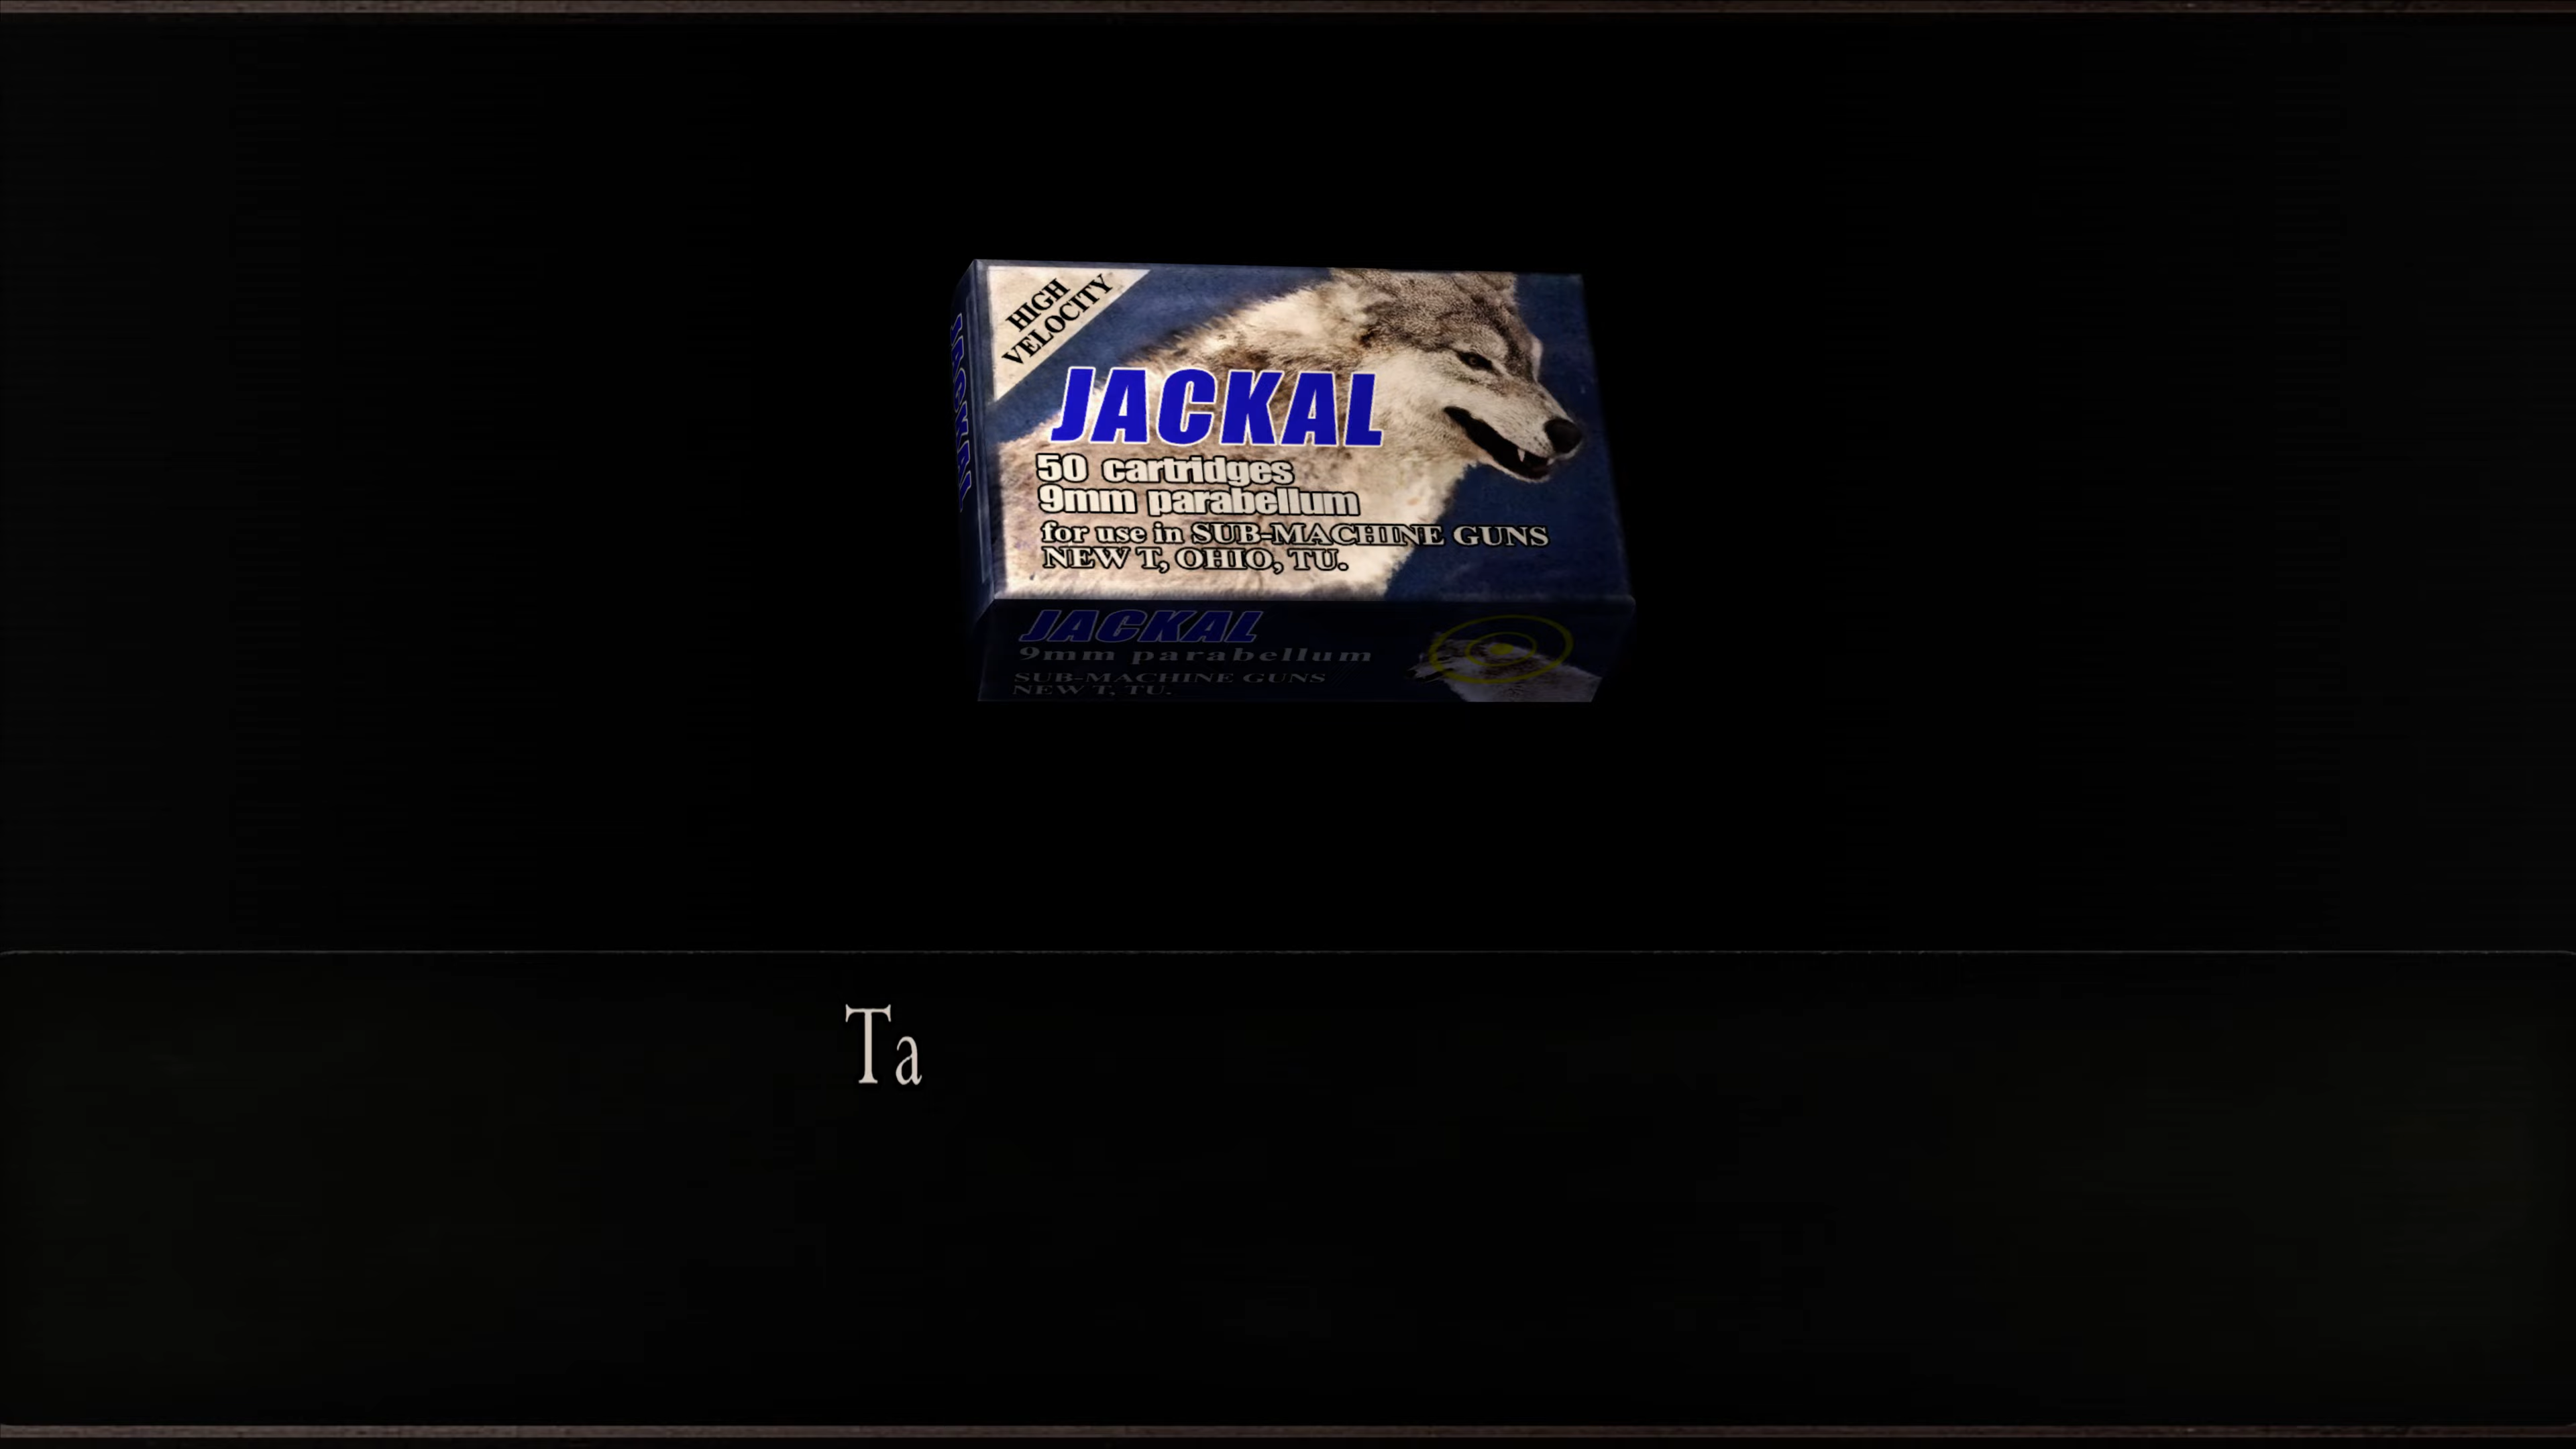 HIGH
VELOCITY
JACKAL
JACKAL
50 cartridges
9mm parabellum
for use in SUB-MACHINE GUNS
NEW T, OHIO, TU.
JACKAL
9mm parabellum
SUB-MACHINE GUNS
NEW T, TU.
Ta